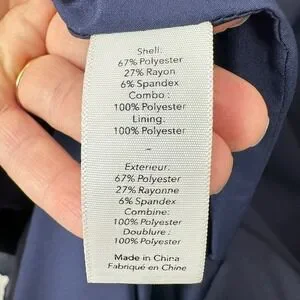 Shell:
67% Polyester
27% Rayon
6% Spandex
Combo :
100% Polyester
Lining:
100% Polyester
-
Exterieur:
67% Polyester
27% Rayonne
6% Spandex
Combine:
100% Polyester
Doublure :
100% Polyester
Made in China
Fabriqué en Chine